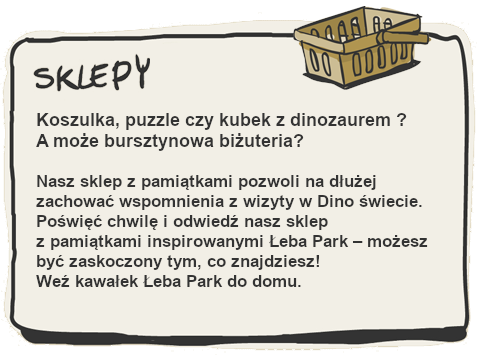 SKLEPY
Koszulka, puzzle czy kubek z dinozaurem ?
A może bursztynowa biżuteria?
Nasz sklep z pamiątkami pozwoli na dłużej
zachować wspomnienia z wizyty w Dino świecie.
Poświęć chwilę i odwiedź nasz sklep
z pamiątkami inspirowanymi Łeba Park – możesz
być zaskoczony tym, co znajdziesz!
Weź kawałek Łeba Park do domu.